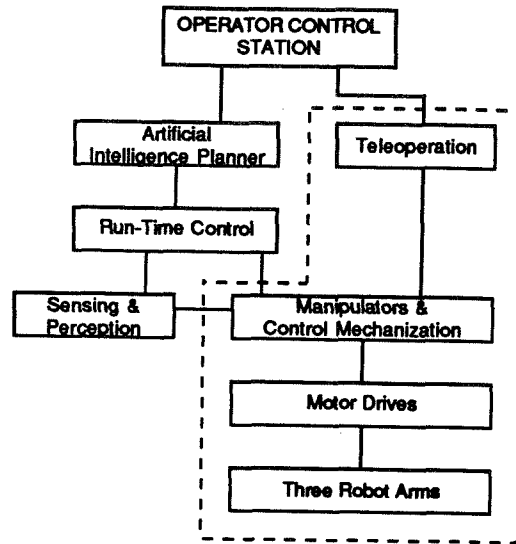 OPERATOR CONTROL
STATION
Artificial
Intelligence Planner
Teleoperation
Run-Time Control
Sensing &
Perception
Manipulators &
Control Mechanization
Motor Drives
Three Robot Arms